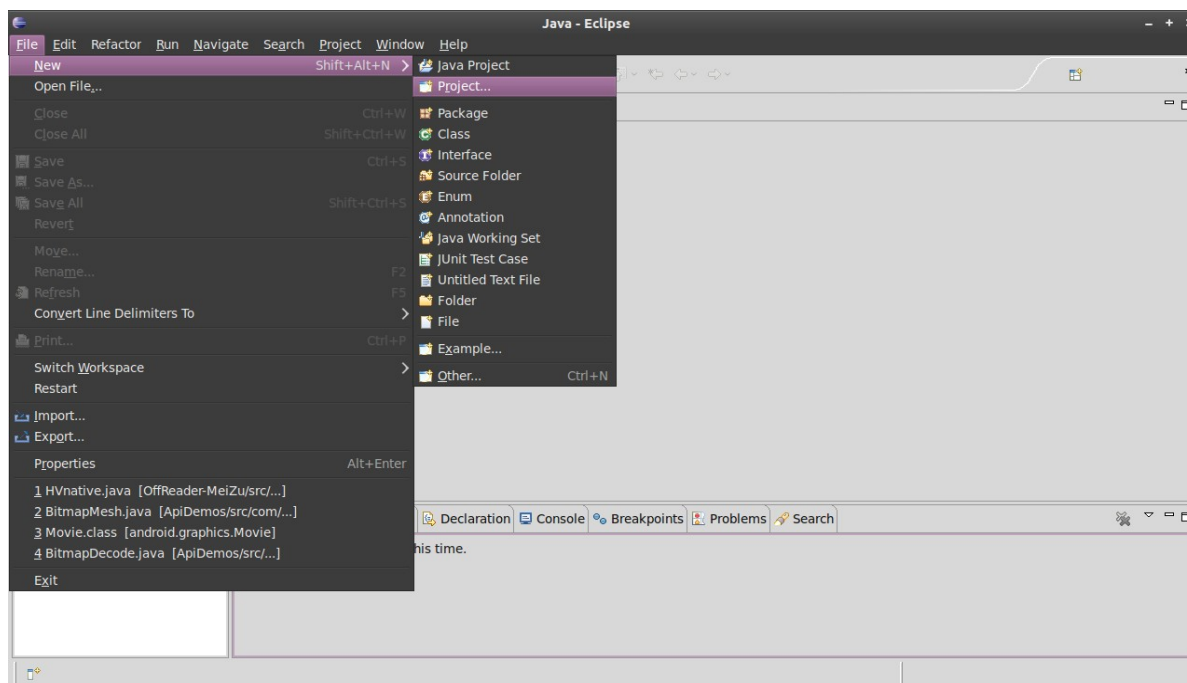 Java - Eclipse
File Edit Refactor Run Navigate Search Project Window Help
New Shift+Alt+N
Open File...
Close Ctrl+W
Close All Shift+Ctrl+W
Save Ctrl+S
Save As...
Save All Shift+Ctrl+S
Revert
Move...
Rename... F2
Refresh F5
Convert Line Delimiters To
Print... Ctrl+P
Switch Workspace
Restart
Import...
Export...
Properties Alt+Enter
1 HVnative.java [OffReader-MeiZu/src/...]
2 BitmapMesh.java [ApiDemos/src/com/...]
3 Movie.class [android.graphics.Movie]
4 BitmapDecode.java [ApiDemos/src/...]
Exit
Java Project
Project...
Package
Class
Interface
Source Folder
Enum
Annotation
Java Working Set
JUnit Test Case
Untitled Text File
Folder
File
Example...
Other... Ctrl+N
Declaration Console Breakpoints Problems Search
his time.